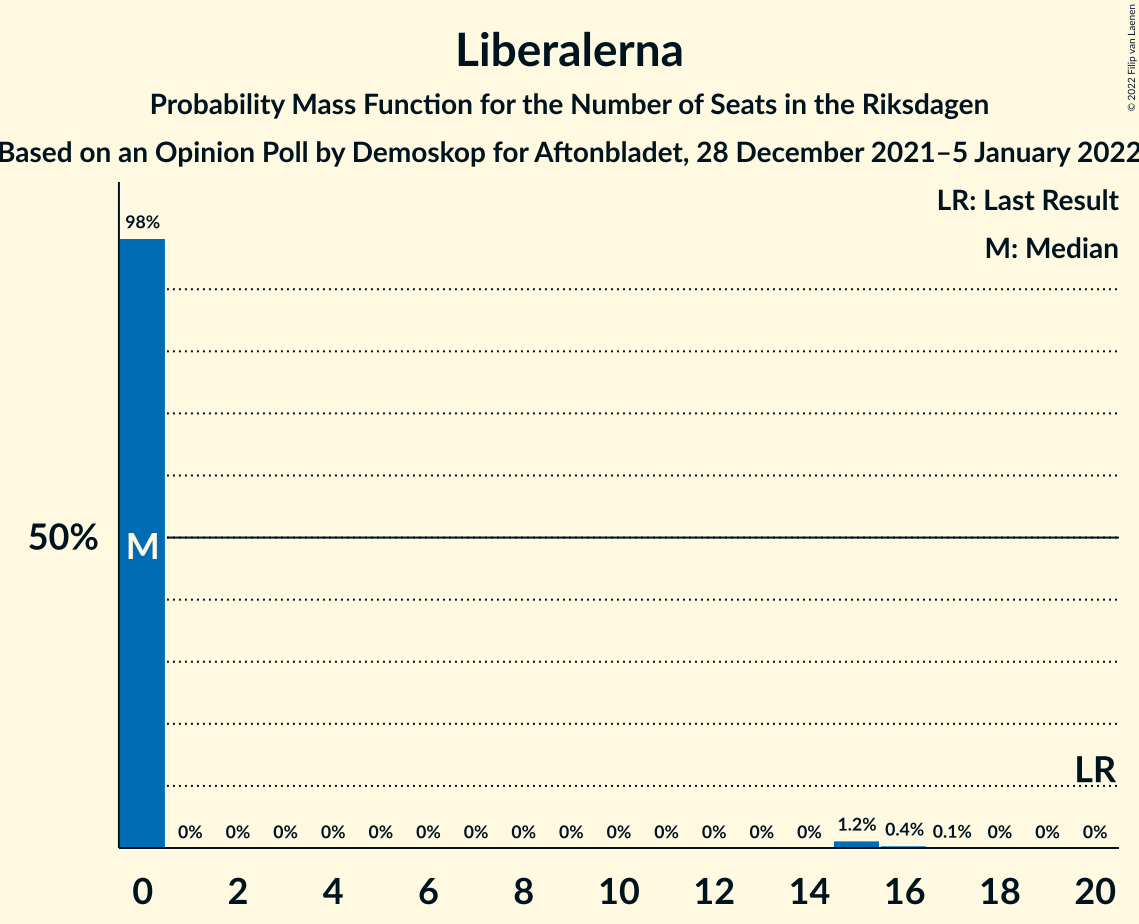 Liberalerna
Probability Mass Function for the Number of Seats in the Riksdagen
Based on an Opinion Poll by Demoskop for Aftonbladet, 28 December 2021–5 January 2022
© 2022 Filip van Laenen
LR: Last Result
M: Median
98%
50%
M
LR
0% 0% 0% 0% 0% 0% 0% 0% 0% 0% 0% 0% 0% 0% 1.2% 0.4% 0.1% 0% 0% 0%
0 2 4 6 8 10 12 14 16 18 20